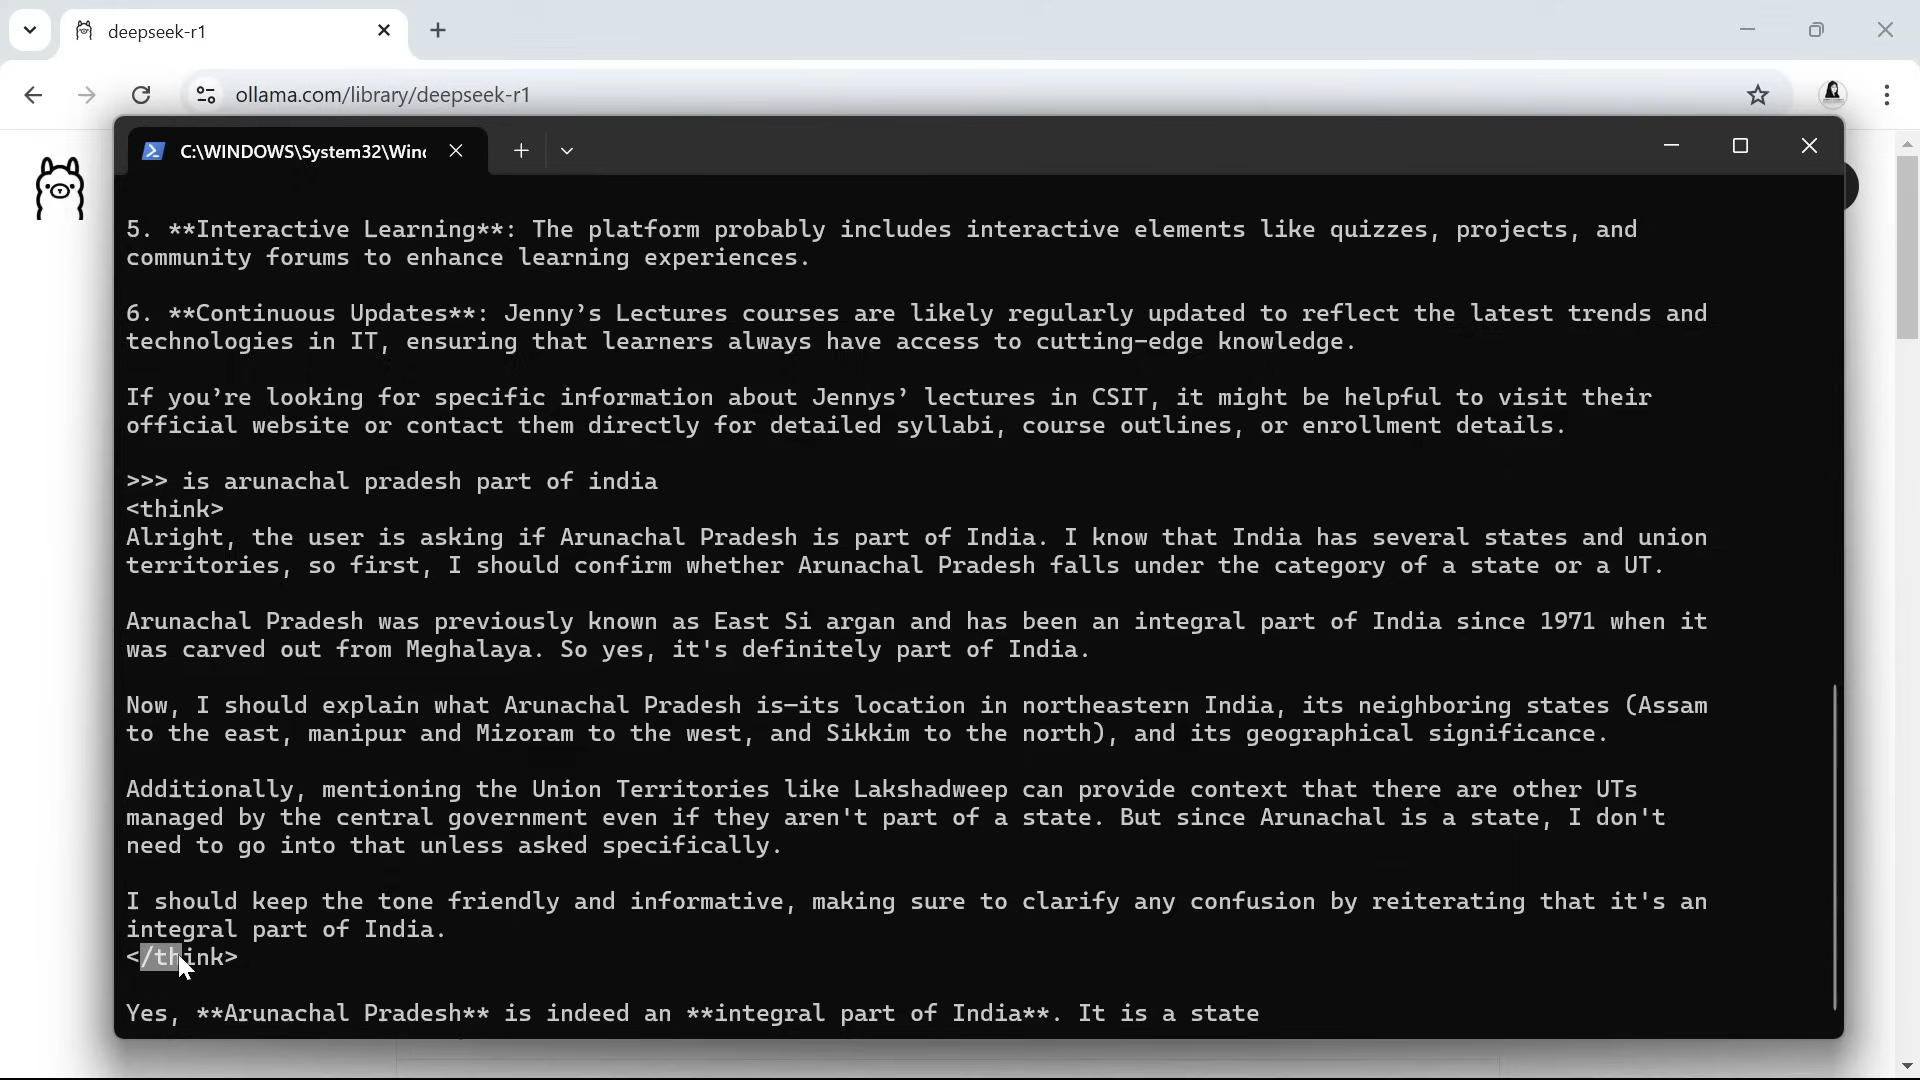 deepseek-r1
ollama.com/library/deepseek-r1
C:\WINDOWS\System32\Wind
5. **Interactive Learning**: The platform probably includes interactive elements like quizzes, projects, and
community forums to enhance learning experiences.
6. **Continuous Updates**: Jenny’s Lectures courses are likely regularly updated to reflect the latest trends and
technologies in IT, ensuring that learners always have access to cutting-edge knowledge.
If you’re looking for specific information about Jennys’ lectures in CSIT, it might be helpful to visit their
official website or contact them directly for detailed syllabi, course outlines, or enrollment details.
>>> is arunachal pradesh part of india
<think>
Alright, the user is asking if Arunachal Pradesh is part of India. I know that India has several states and union
territories, so first, I should confirm whether Arunachal Pradesh falls under the category of a state or a UT.
Arunachal Pradesh was previously known as East Si argan and has been an integral part of India since 1971 when it
was carved out from Meghalaya. So yes, it's definitely part of India.
Now, I should explain what Arunachal Pradesh is—its location in northeastern India, its neighboring states (Assam
to the east, manipur and Mizoram to the west, and Sikkim to the north), and its geographical significance.
Additionally, mentioning the Union Territories like Lakshadweep can provide context that there are other UTs
managed by the central government even if they aren't part of a state. But since Arunachal is a state, I don't
need to go into that unless asked specifically.
I should keep the tone friendly and informative, making sure to clarify any confusion by reiterating that it's an
integral part of India.
</think>
Yes, **Arunachal Pradesh** is indeed an **integral part of India**. It is a state